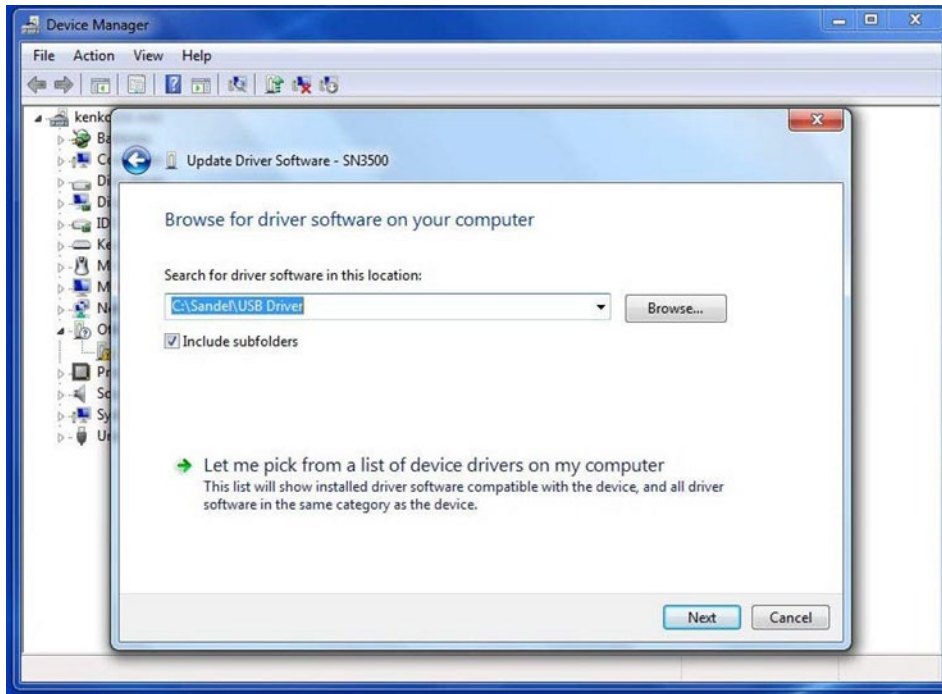 Device Manager
File Action View Help
Update Driver Software - SN3500
Browse for driver software on your computer
Search for driver software in this location:
C:\Sandel\USB Driver
Browse...
Include subfolders
Let me pick from a list of device drivers on my computer
This list will show installed driver software compatible with the device, and all driver
software in the same category as the device.
Next Cancel